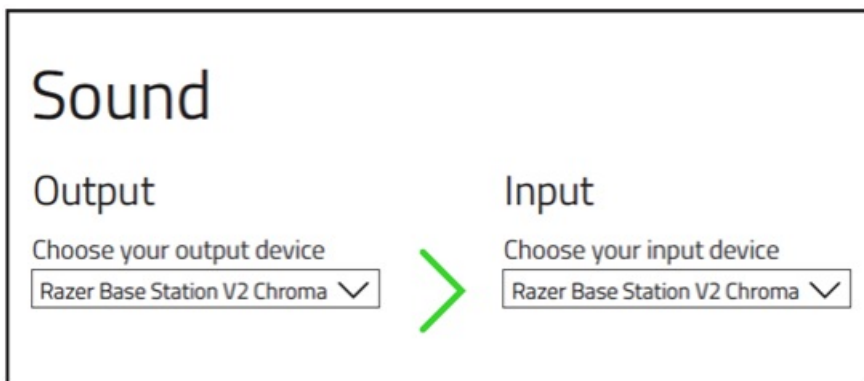 Sound
Output
Choose your output device
Razer Base Station V2 Chroma
Input
Choose your input device
Razer Base Station V2 Chroma